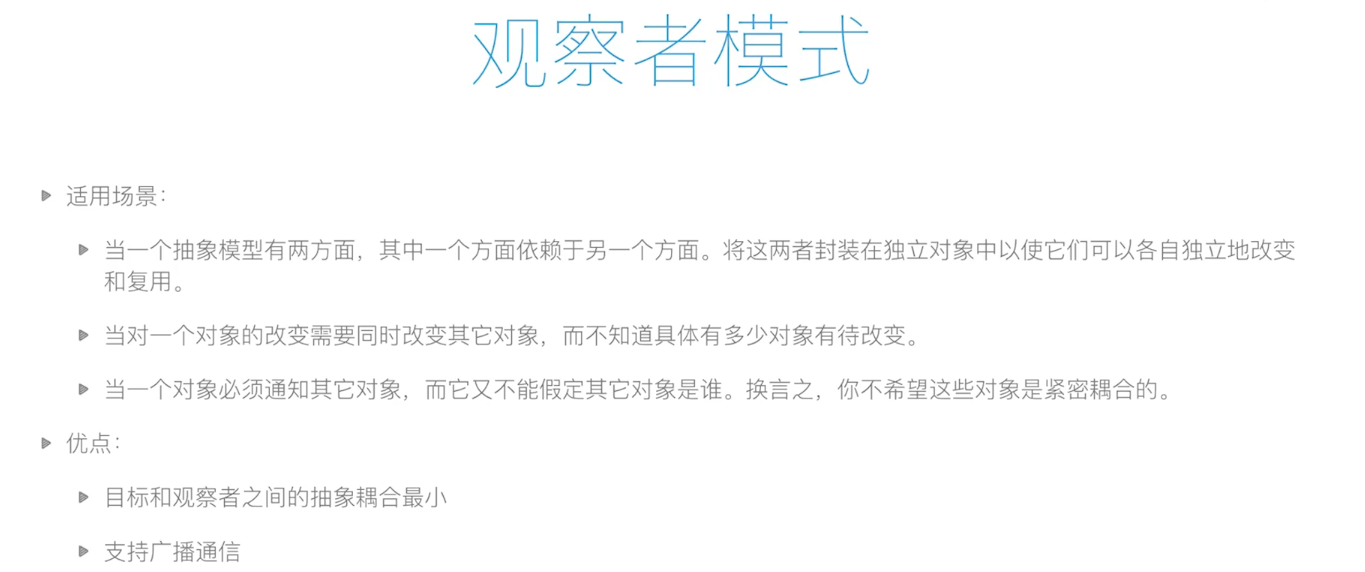 观察者模式
适用场景：
当一个抽象模型有两方面，其中一个方面依赖于另一个方面。将这两者封装在独立对象中以使它们可以各自独立地改变
和复用。
当对一个对象的改变需要同时改变其它对象，而不知道具体有多少对象有待改变。
当一个对象必须通知其它对象，而它又不能假定其它对象是谁。换言之，你不希望这些对象是紧密耦合的。
优点：
目标和观察者之间的抽象耦合最小
支持广播通信